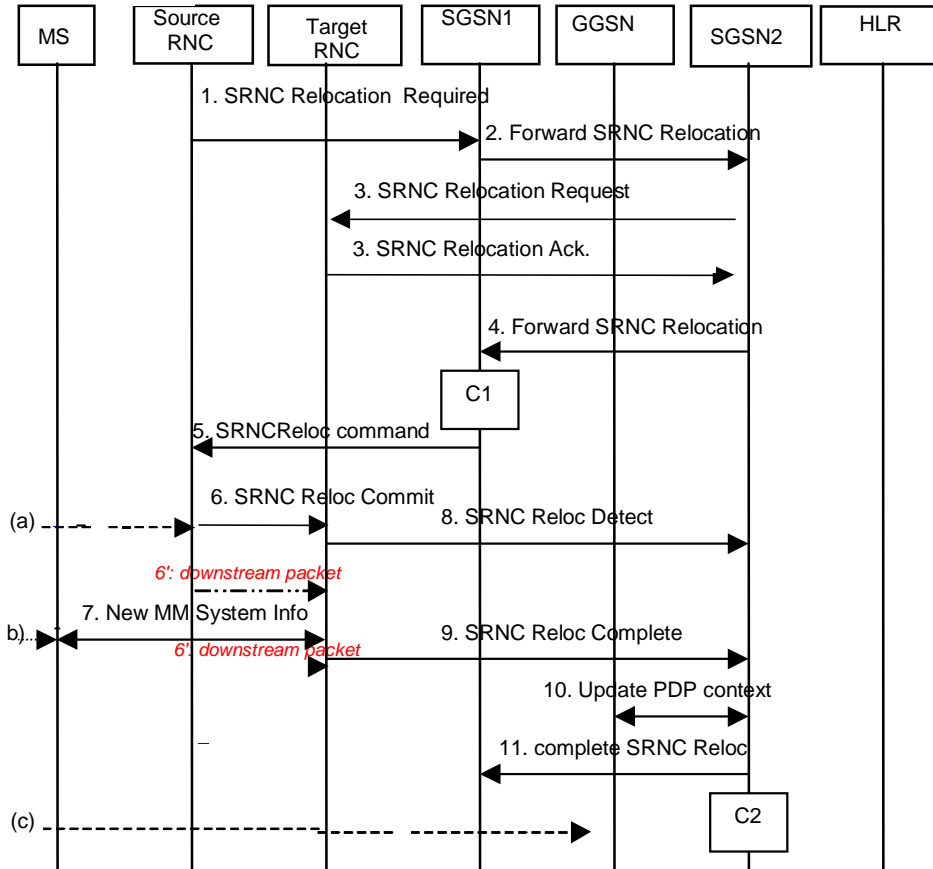 MS
Source
RNC
Target
RNC
SGSN1
GGSN
SGSN2
HLR
1. SRNC Relocation Required
2. Forward SRNC Relocation
3. SRNC Relocation Request
3. SRNC Relocation Ack.
4. Forward SRNC Relocation
C1
5. SRNCReloc command
6. SRNC Reloc Commit
(a)
8. SRNC Reloc Detect
6': downstream packet
7. New MM System Info
b)
6': downstream packet
9. SRNC Reloc Complete
10. Update PDP context
11. complete SRNC Reloc
(c)
C2